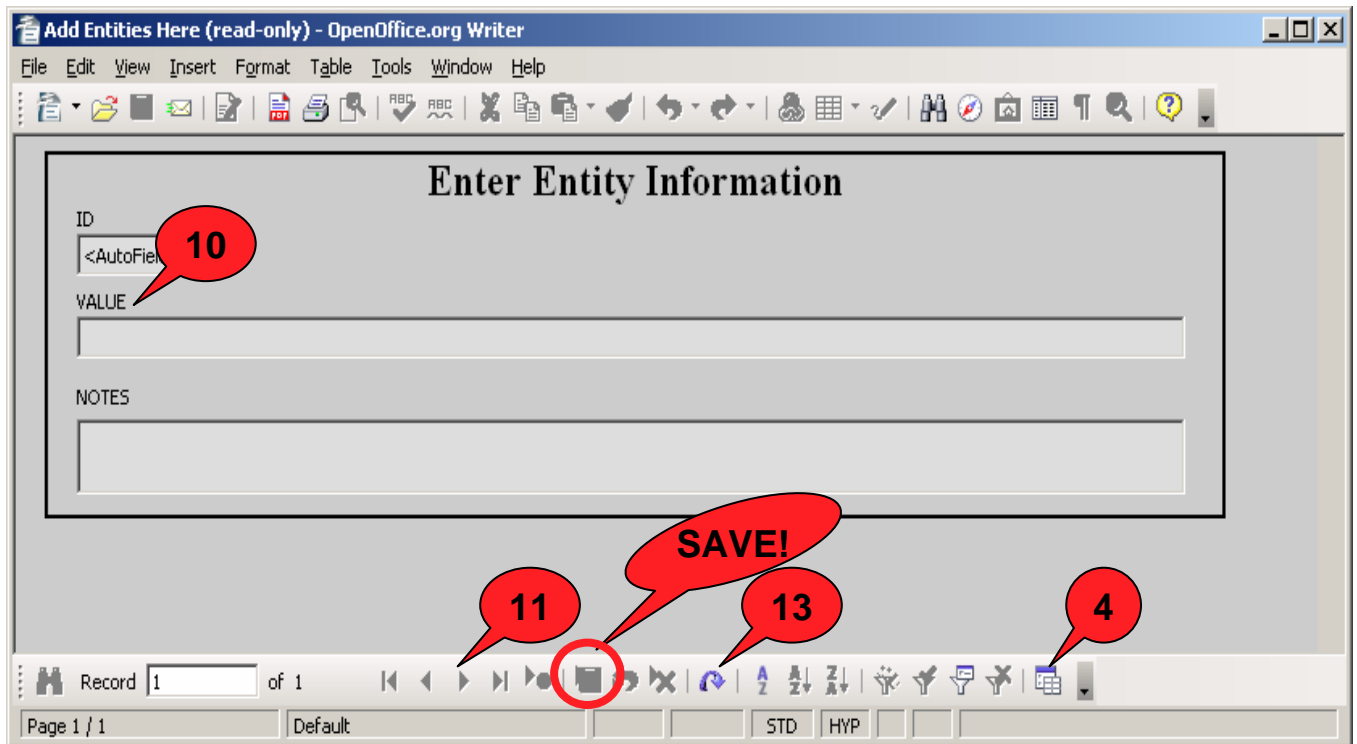 Add Entities Here (read-only) - OpenOffice.org Writer
File Edit View Insert Format Table Tools Window Help
Enter Entity Information
ID
<AutoFie
10
VALUE
NOTES
SAVE!
11
13
4
Record 1 of 1
Page 1 / 1 Default STD HYP